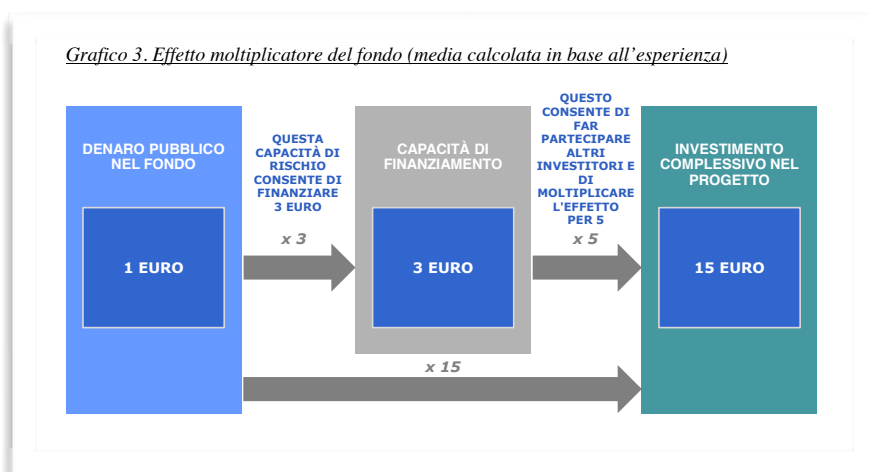 Grafico 3. Effetto moltiplicatore del fondo (media calcolata in base all'esperienza)
DENARO PUBBLICO
NEL FONDO
1 EURO
QUESTA
CAPACITÀ DI
RISCHIO
CONSENTE DI
FINANZIARE
3 EURO
x 3
CAPACITÀ DI
FINANZIAMENTO
3 EURO
QUESTO
CONSENTE DI
FAR
PARTECIPARE
ALTRI
INVESTITORI E
DI
MOLTIPLICARE
L'EFFETTO
PER 5
x 5
INVESTIMENTO
COMPLESSIVO NEL
PROGETTO
15 EURO
x 15